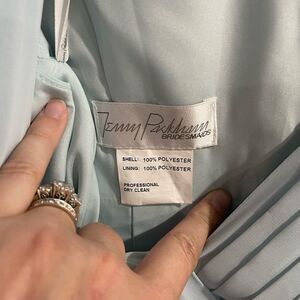 Jenny Packham
BRIDESMAIDS
SHELL: 100% POLYESTER
LINING: 100% POLYESTER
PROFESSIONAL
DRY CLEAN